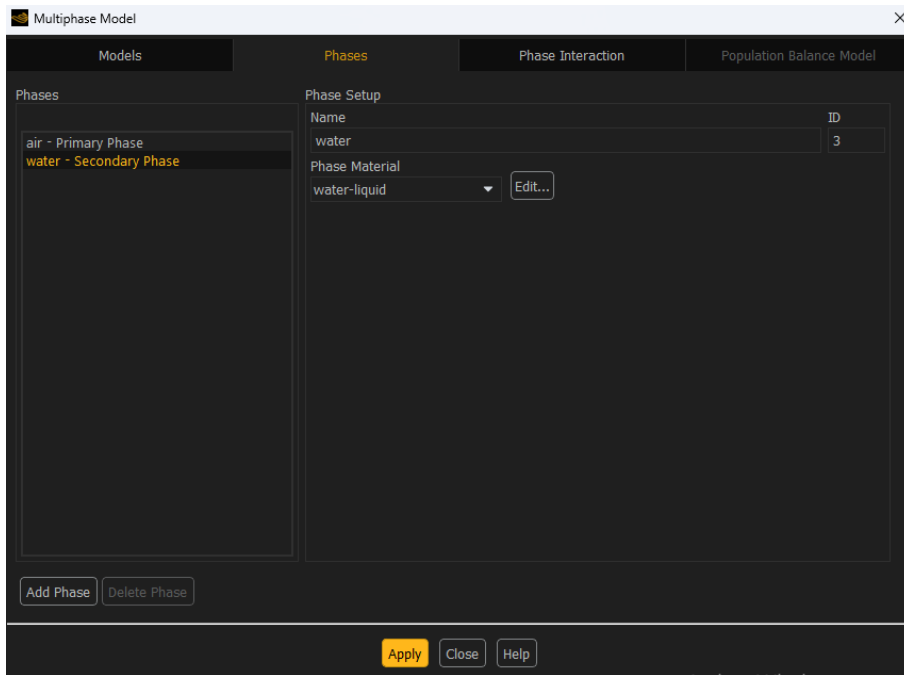 Multiphase Model
Models Phases Phase Interaction Population Balance Model
Phases
air - Primary Phase
water - Secondary Phase
Phase Setup
Name ID
water 3
Phase Material
water-liquid Edit...
Add Phase Delete Phase
Apply Close Help